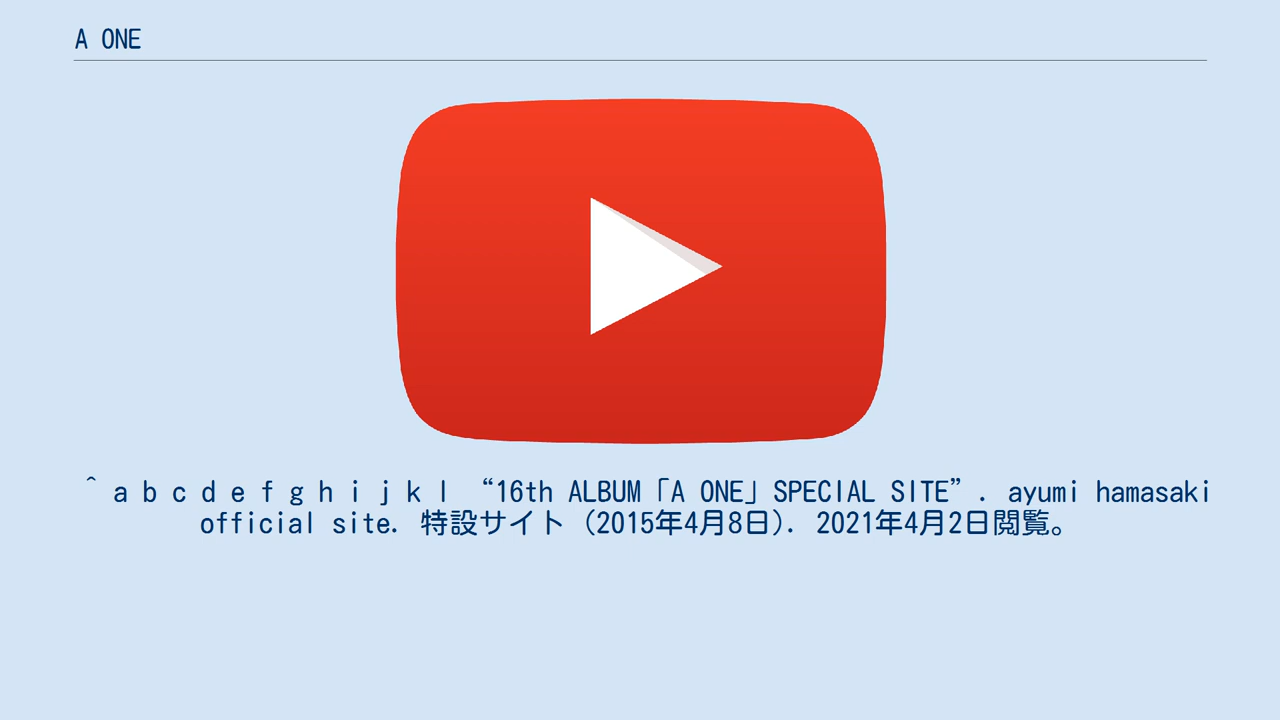 A ONE
^ a b c d e f g h i j k l “16th ALBUM「A ONE」SPECIAL SITE”. ayumi hamasaki
official site. 特設サイト (2015年4月8日). 2021年4月2日閲覧。